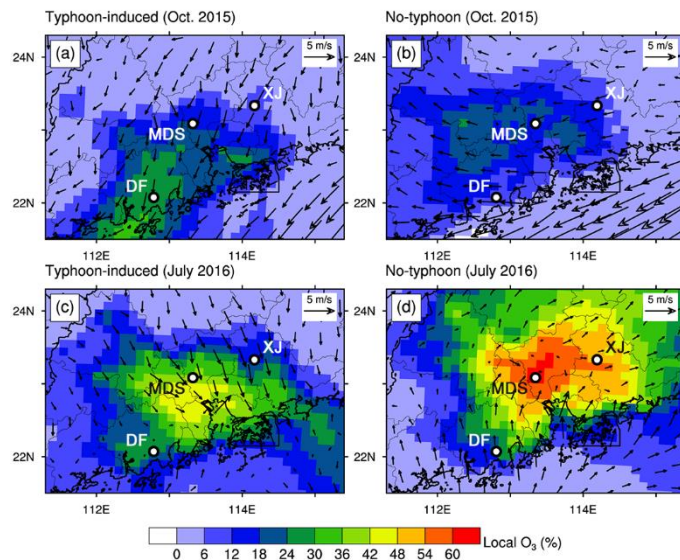 Typhoon-induced (Oct. 2015)
No-typhoon (Oct. 2015)
24N
(a)
5 m/s
XJ
MDS
DF
22N
112E
114E
24N
(b)
5 m/s
XJ
MDS
DF
22N
112E
114E
Typhoon-induced (July 2016)
No-typhoon (July 2016)
24N
(c)
5 m/s
XJ
MDS
DF
22N
112E
114E
24N
(d)
5 m/s
XJ
MDS
DF
22N
112E
114E
0 6 12 18 24 30 36 42 48 54 60
Local O₃ (%)